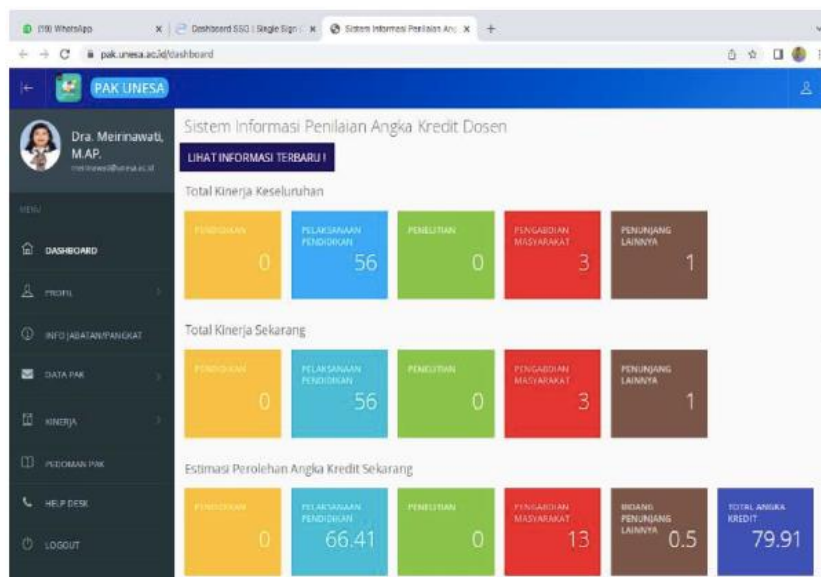 WhatsApp
Dashboard SSO | Single Sign
Sistem Informasi Penilaian Ang
pak.unesa.ac.id/dashboard
PAK UNESA
Dra. Meirinawati,
M.AP.
meirinawati@unesa.ac.id
MENU
DASHBOARD
PROFIL
INFO JABATAN/PANGKAT
DATA PAK
KINERJA
PEDOMAN PAK
HELP DESK
LOGOUT
Sistem Informasi Penilaian Angka Kredit Dosen
LIHAT INFORMASI TERBARU !
Total Kinerja Keseluruhan
PENDIDIKAN
0
PELAKSANAAN
PENDIDIKAN
56
PENELITIAN
0
PENGABDIAN
MASYARAKAT
3
PENUNJANG
LAINNYA
1
Total Kinerja Sekarang
PENDIDIKAN
0
PELAKSANAAN
PENDIDIKAN
56
PENELITIAN
0
PENGABDIAN
MASYARAKAT
3
PENUNJANG
LAINNYA
1
Estimasi Perolehan Angka Kredit Sekarang
PENDIDIKAN
0
PELAKSANAAN
PENDIDIKAN
66.41
PENELITIAN
0
PENGABDIAN
MASYARAKAT
13
BIDANG
PENUNJANG
LAINNYA
0.5
TOTAL ANGKA
KREDIT
79.91